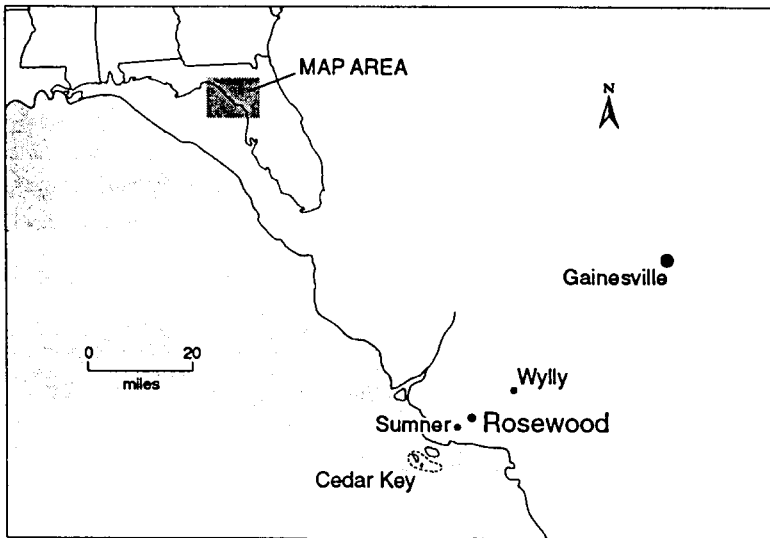 MAP AREA
N
Gainesville
0 20
miles
Wylly
Sumner
Rosewood
Cedar Key